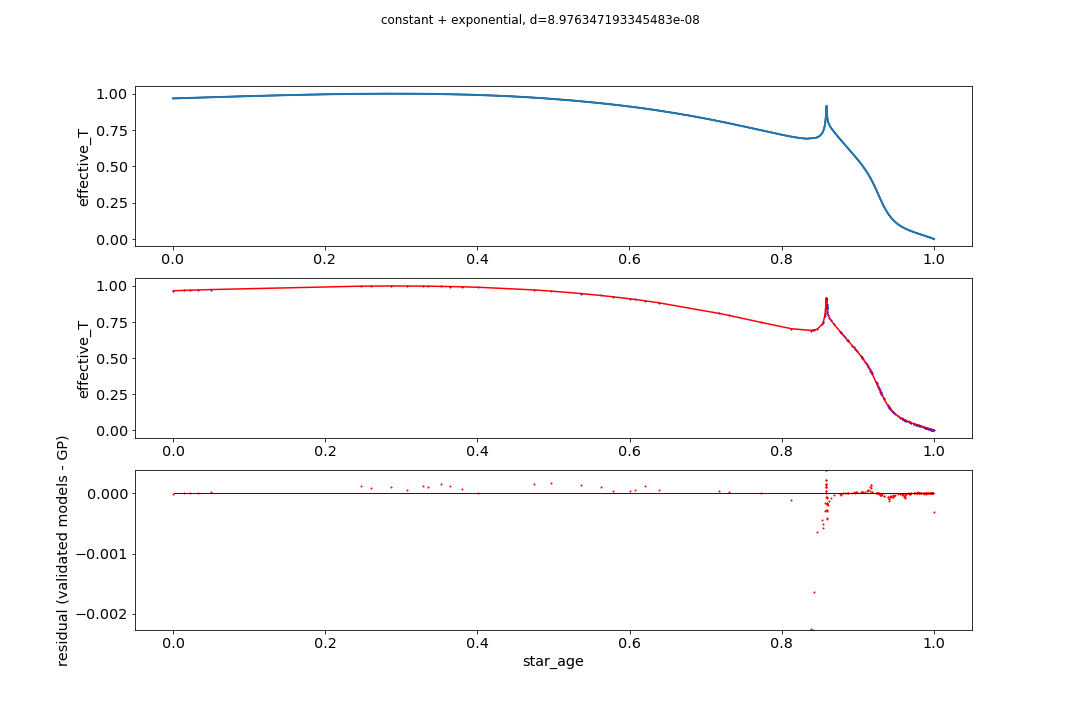 constant + exponential, d=8.976347193345483e-08
1.00
0.75
0.50
0.25
0.00
effective_T
0.0 0.2 0.4 0.6 0.8 1.0
1.00
0.75
0.50
0.25
0.00
effective_T
0.0 0.2 0.4 0.6 0.8 1.0
0.000
−0.001
−0.002
residual (validated models - GP)
0.0 0.2 0.4 0.6 0.8 1.0
star_age